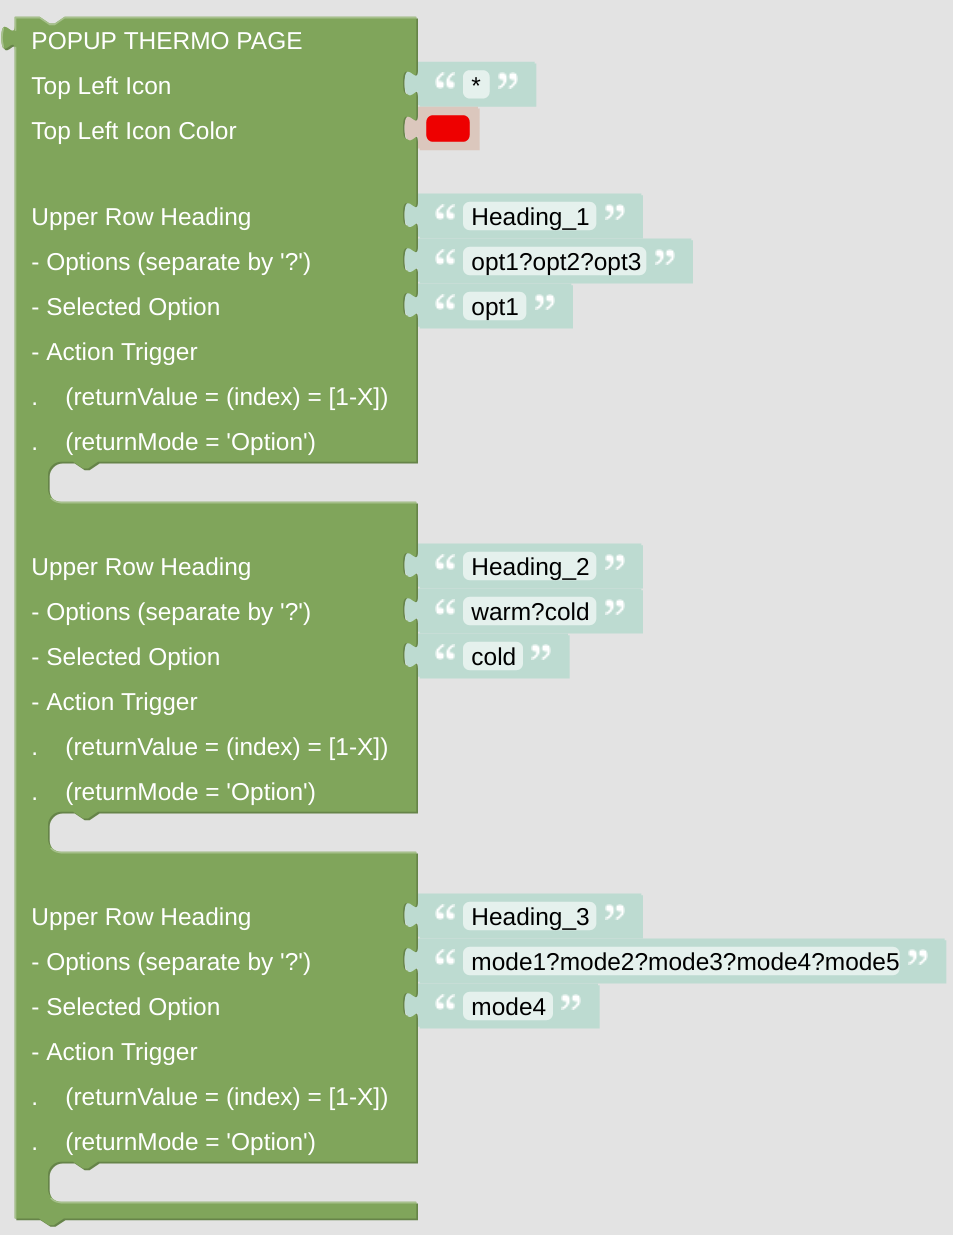 POPUP THERMO PAGE
Top Left Icon “ * ”
Top Left Icon Color
Upper Row Heading “ Heading_1 ”
- Options (separate by '?') “ opt1?opt2?opt3 ”
- Selected Option “ opt1 ”
- Action Trigger
. (returnValue = (index) = [1-X])
. (returnMode = 'Option')
Upper Row Heading “ Heading_2 ”
- Options (separate by '?') “ warm?cold ”
- Selected Option “ cold ”
- Action Trigger
. (returnValue = (index) = [1-X])
. (returnMode = 'Option')
Upper Row Heading “ Heading_3 ”
- Options (separate by '?') “ mode1?mode2?mode3?mode4?mode5 ”
- Selected Option “ mode4 ”
- Action Trigger
. (returnValue = (index) = [1-X])
. (returnMode = 'Option')